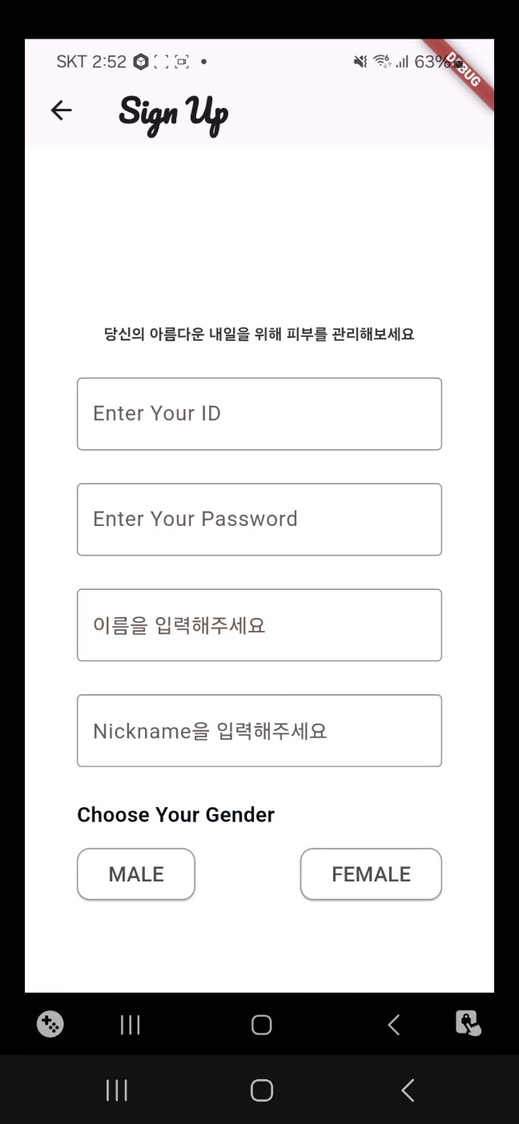 SKT 2:52
63%
DEBUG
Sign Up
당신의 아름다운 내일을 위해 피부를 관리해보세요
Enter Your ID
Enter Your Password
이름을 입력해주세요
Nickname을 입력해주세요
Choose Your Gender
MALE
FEMALE